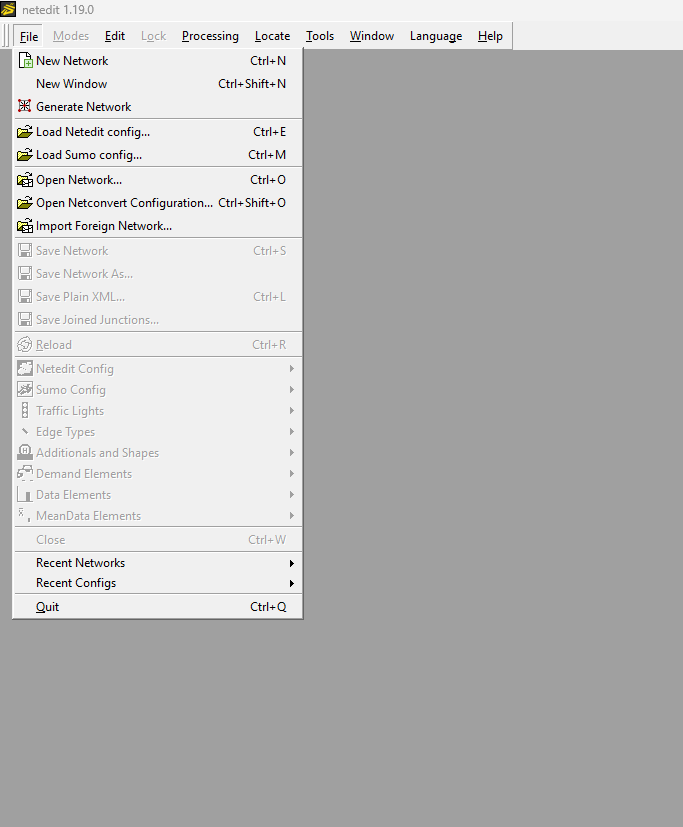 netedit 1.19.0
File Modes Edit Lock Processing Locate Tools Window Language Help
New Network Ctrl+N
New Window Ctrl+Shift+N
Generate Network
Load Netedit config... Ctrl+E
Load Sumo config... Ctrl+M
Open Network... Ctrl+O
Open Netconvert Configuration... Ctrl+Shift+O
Import Foreign Network...
Save Network Ctrl+S
Save Network As...
Save Plain XML... Ctrl+L
Save Joined Junctions...
Reload Ctrl+R
Netedit Config
Sumo Config
Traffic Lights
Edge Types
Additionals and Shapes
Demand Elements
Data Elements
MeanData Elements
Close Ctrl+W
Recent Networks
Recent Configs
Quit Ctrl+Q